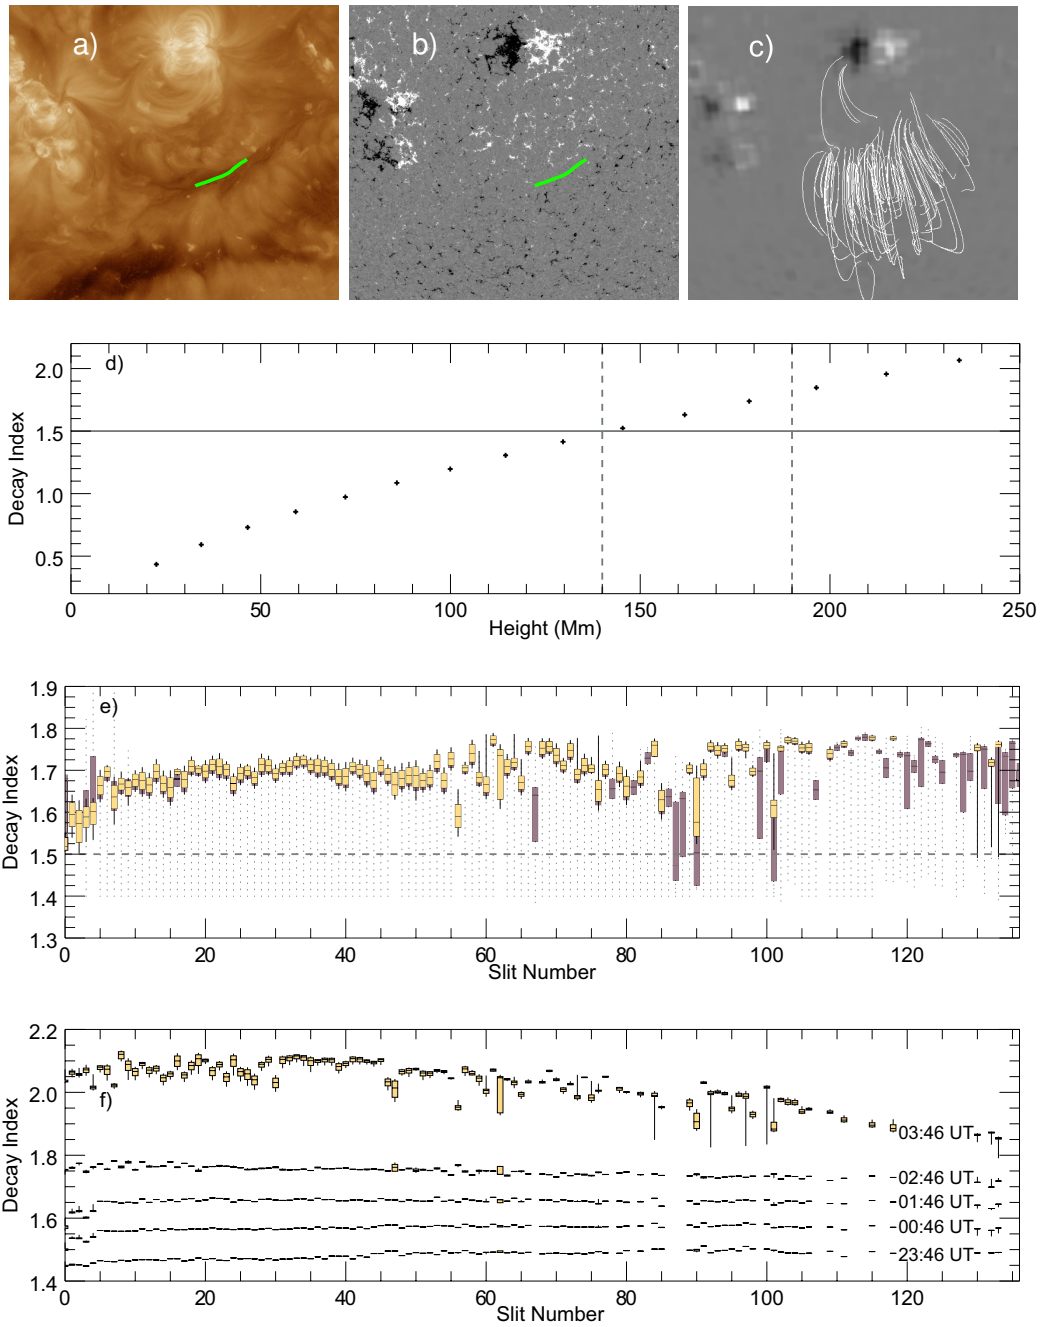 a)
b)
c)
d)
2.0
1.5
1.0
0.5
Decay Index
0 50 100 150 200 250
Height (Mm)
e)
1.9
1.8
1.7
1.6
1.5
1.4
1.3
Decay Index
0 20 40 60 80 100 120
Slit Number
2.2
2.0
f)
1.8
1.6
1.4
Decay Index
03:46 UT
02:46 UT
01:46 UT
00:46 UT
23:46 UT
0 20 40 60 80 100 120
Slit Number